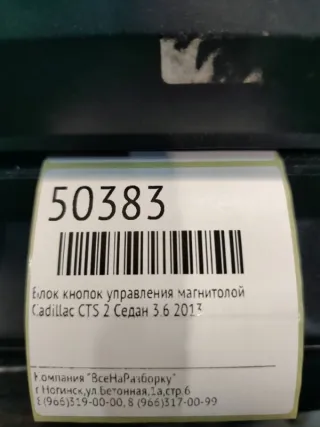 50383
Блок кнопок управления магнитолой
Cadillac CTS 2 Седан 3.6 2013
Компания "ВсеНаРазборку"
г.Ногинск,ул.Бетонная,1а,стр.6
8(966)319-00-00, 8 (966)317-00-99